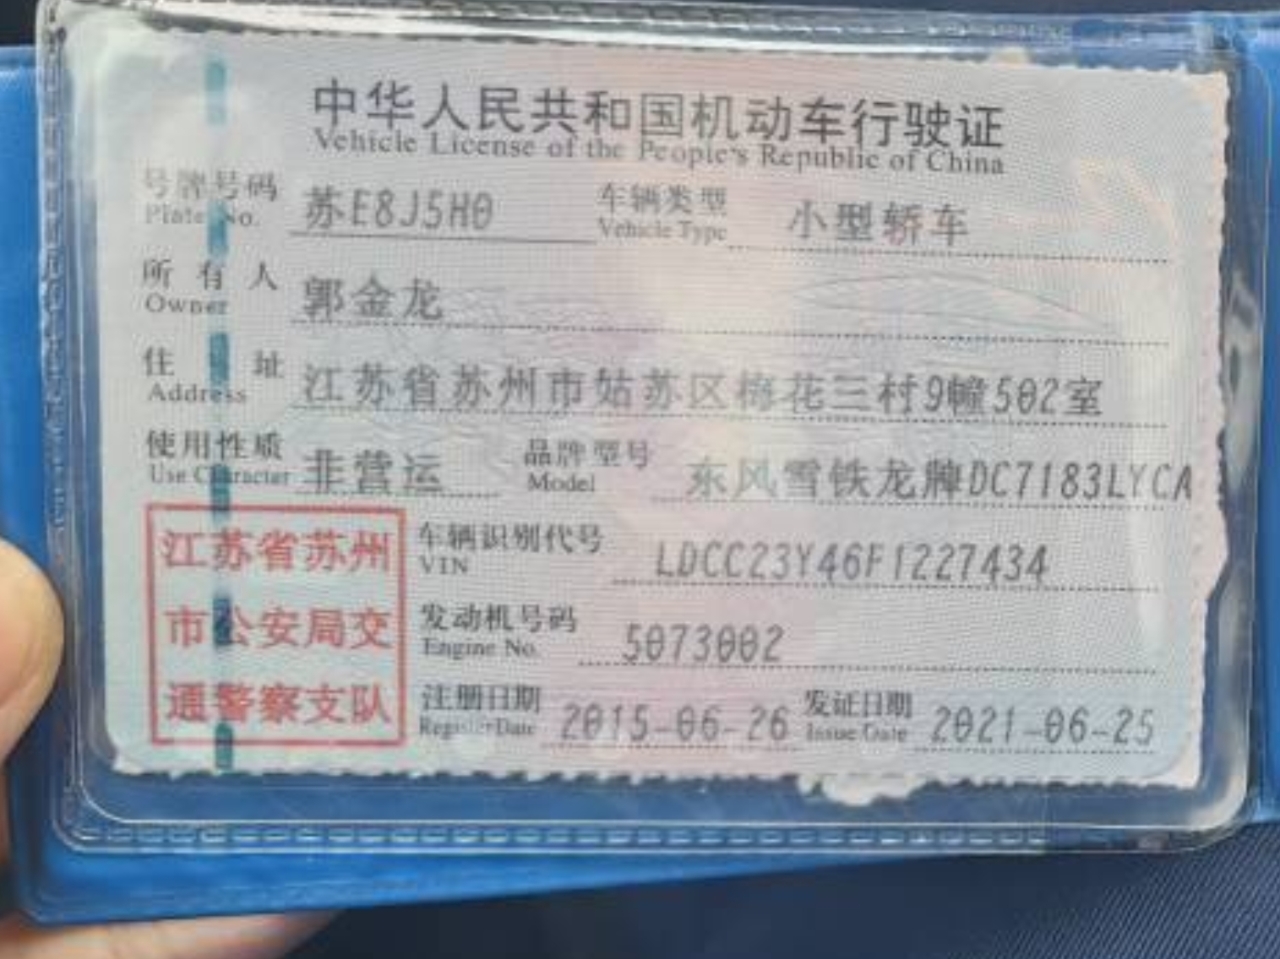 中华人民共和国机动车行驶证
Vehicle License of the People's Republic of China
号牌号码 苏E8J5H0 车辆类型 小型轿车
Plate No. Vehicle Type
所有人 郭金龙
Owner
住址 江苏省苏州市姑苏区梅花三村9幢502室
Address
使用性质 非营运 品牌型号 东风雪铁龙牌DC7183LYCA
Use Character Model
江苏省苏州
市公安局交
通警察支队
车辆识别代号 LDCC23Y46F1227434
VIN
发动机号码 5073002
Engine No.
注册日期 2015-06-26 发证日期 2021-06-25
Register Date Issue Date